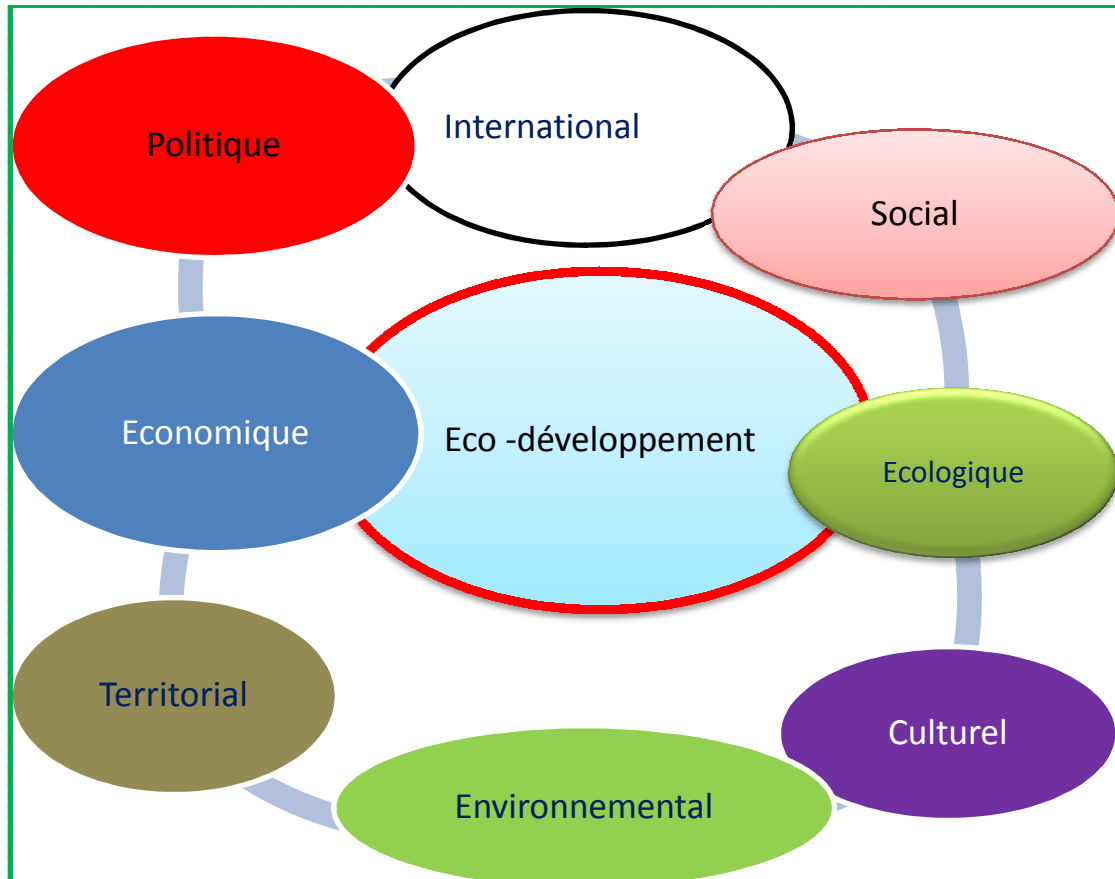 International
Politique
Social
Economique
Eco -développement
Ecologique
Territorial
Culturel
Environnemental